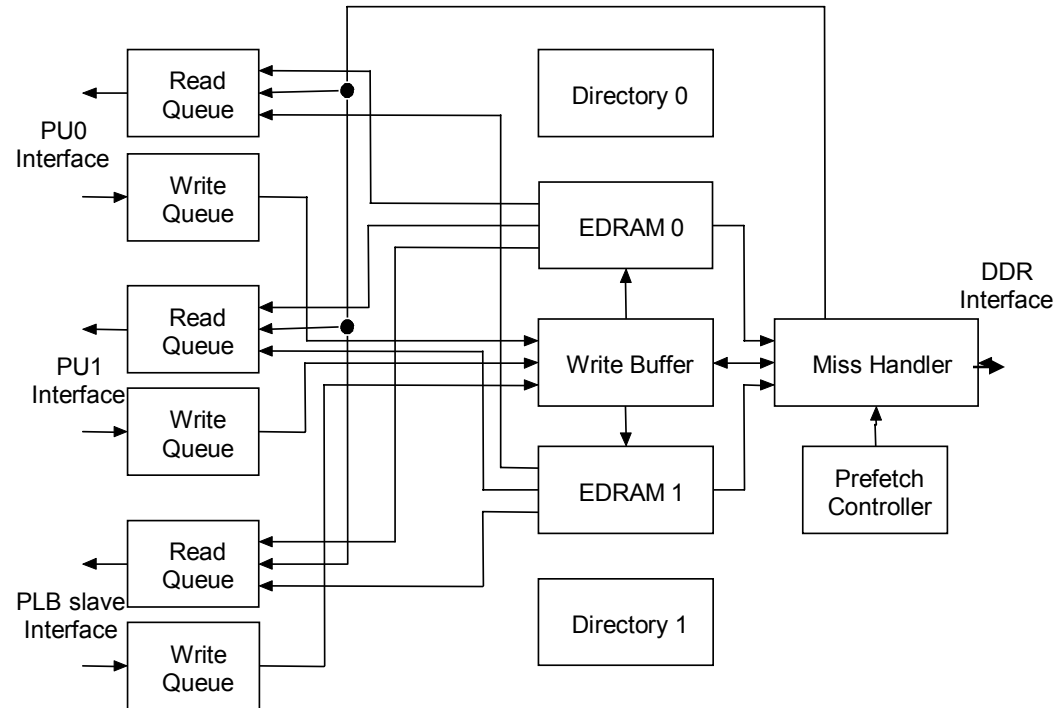 Read
Queue
Directory 0
PU0
Interface
Write
Queue
EDRAM 0
DDR
Interface
Read
Queue
Write Buffer
Miss Handler
PU1
Interface
Write
Queue
EDRAM 1
Prefetch
Controller
Read
Queue
PLB slave
Interface
Directory 1
Write
Queue